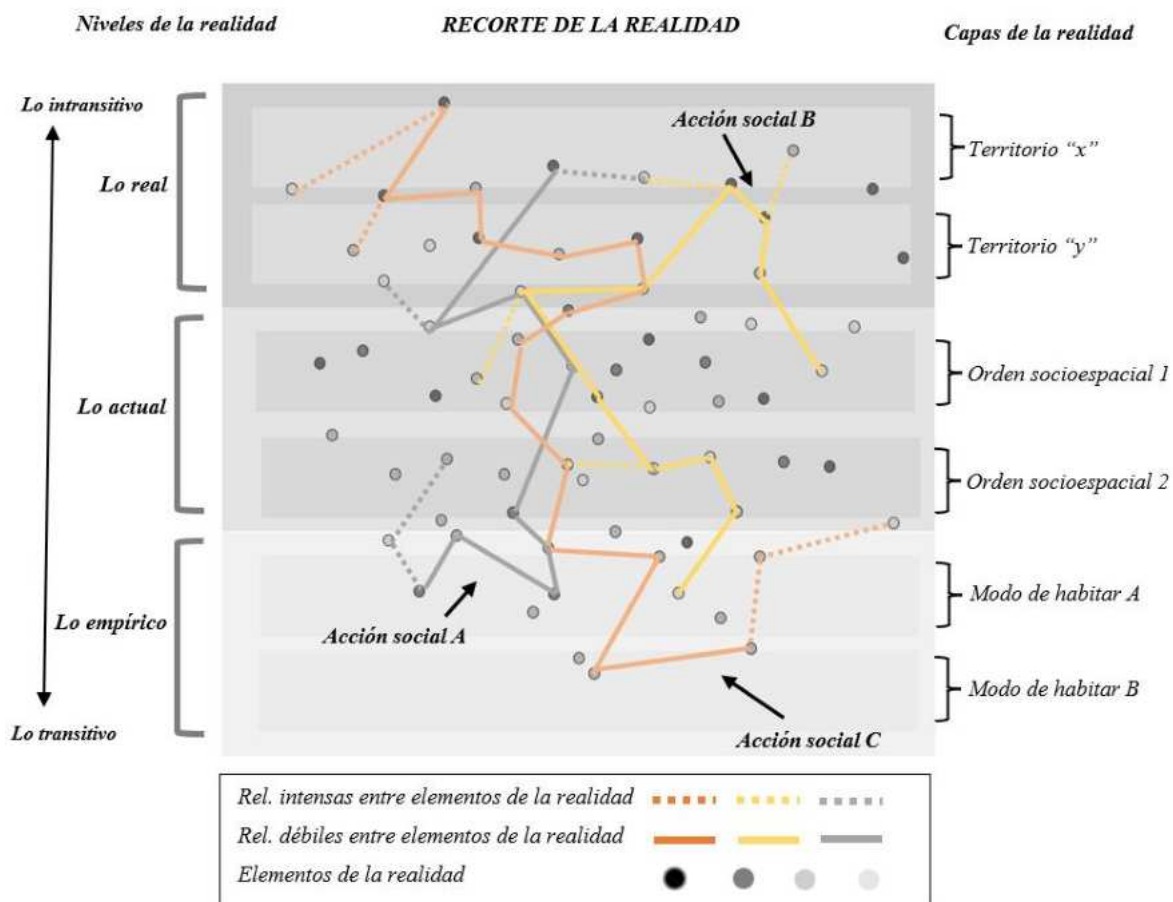 Niveles de la realidad
RECORTE DE LA REALIDAD
Capas de la realidad
Lo intransitivo
Lo real
Acción social B
Territorio “x”
Territorio “y”
Lo actual
Orden socioespacial 1
Orden socioespacial 2
Lo empírico
Acción social A
Modo de habitar A
Modo de habitar B
Lo transitivo
Acción social C
Rel. intensas entre elementos de la realidad
Rel. débiles entre elementos de la realidad
Elementos de la realidad